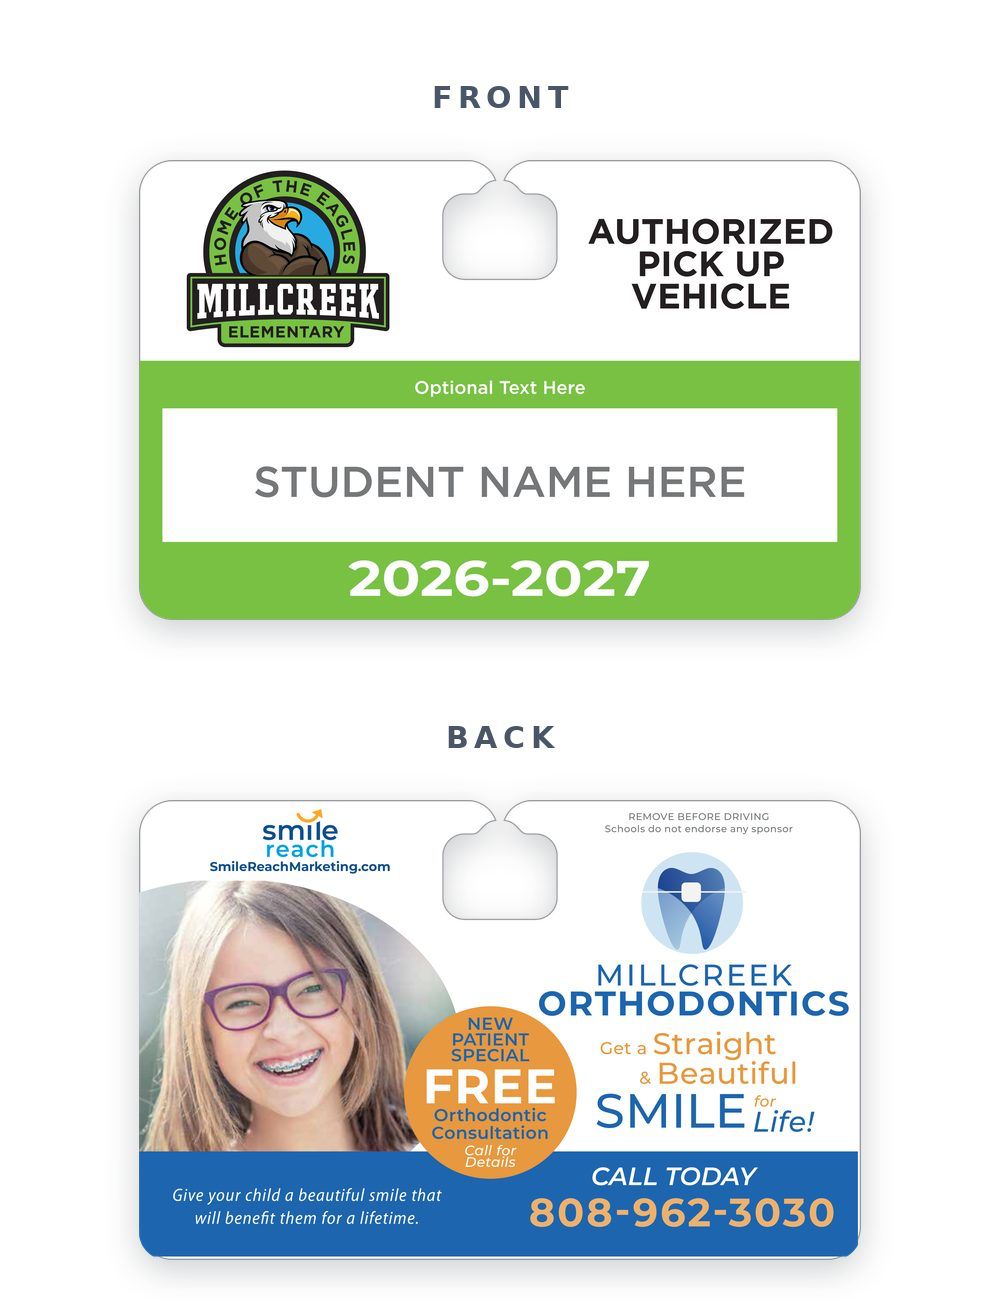 FRONT
HOME OF THE EAGLES
MILLCREEK
ELEMENTARY
AUTHORIZED
PICK UP
VEHICLE
Optional Text Here
STUDENT NAME HERE
2026-2027
BACK
smile
reach
SmileReachMarketing.com
REMOVE BEFORE DRIVING
Schools do not endorse any sponsor
MILLCREEK
ORTHODONTICS
Get a Straight
& Beautiful
SMILE for
Life!
NEW
PATIENT
SPECIAL
FREE
Orthodontic
Consultation
Call for
Details
Give your child a beautiful smile that
will benefit them for a lifetime.
CALL TODAY
808-962-3030